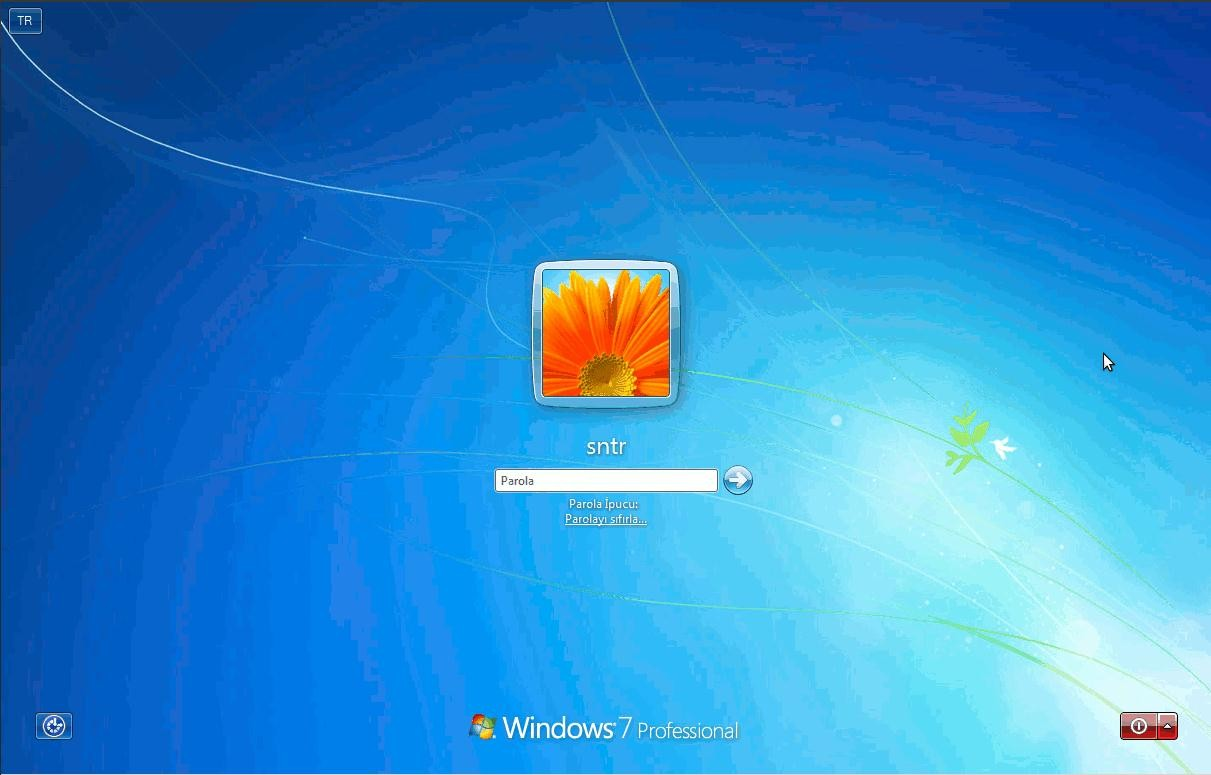 TR
sntr
Parola
Parola İpucu:
Parolayı sıfırla...
Windows 7 Professional